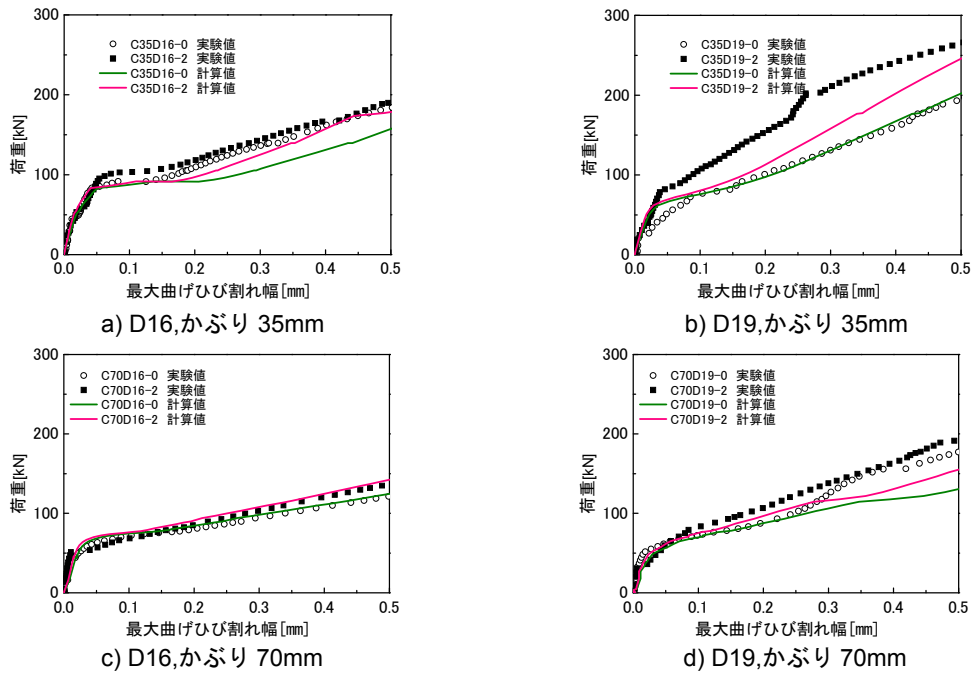 300
200
100
0
荷重[kN]
C35D16-0 実験値
C35D16-2 実験値
C35D16-0 計算値
C35D16-2 計算値
0.0 0.1 0.2 0.3 0.4 0.5
最大曲げひび割れ幅[㎜]
a) D16,かぶり 35mm
300
200
100
0
荷重[kN]
C35D19-0 実験値
C35D19-2 実験値
C35D19-0 計算値
C35D19-2 計算値
0.0 0.1 0.2 0.3 0.4 0.5
最大曲げひび割れ幅[㎜]
b) D19,かぶり 35mm
300
200
100
0
荷重[kN]
C70D16-0 実験値
C70D16-2 実験値
C70D16-0 計算値
C70D16-2 計算値
0.0 0.1 0.2 0.3 0.4 0.5
最大曲げひび割れ幅[㎜]
c) D16,かぶり 70mm
300
200
100
0
荷重[kN]
C70D19-0 実験値
C70D19-2 実験値
C70D19-0 計算値
C70D19-2 計算値
0.0 0.1 0.2 0.3 0.4 0.5
最大曲げひび割れ幅[㎜]
d) D19,かぶり 70mm